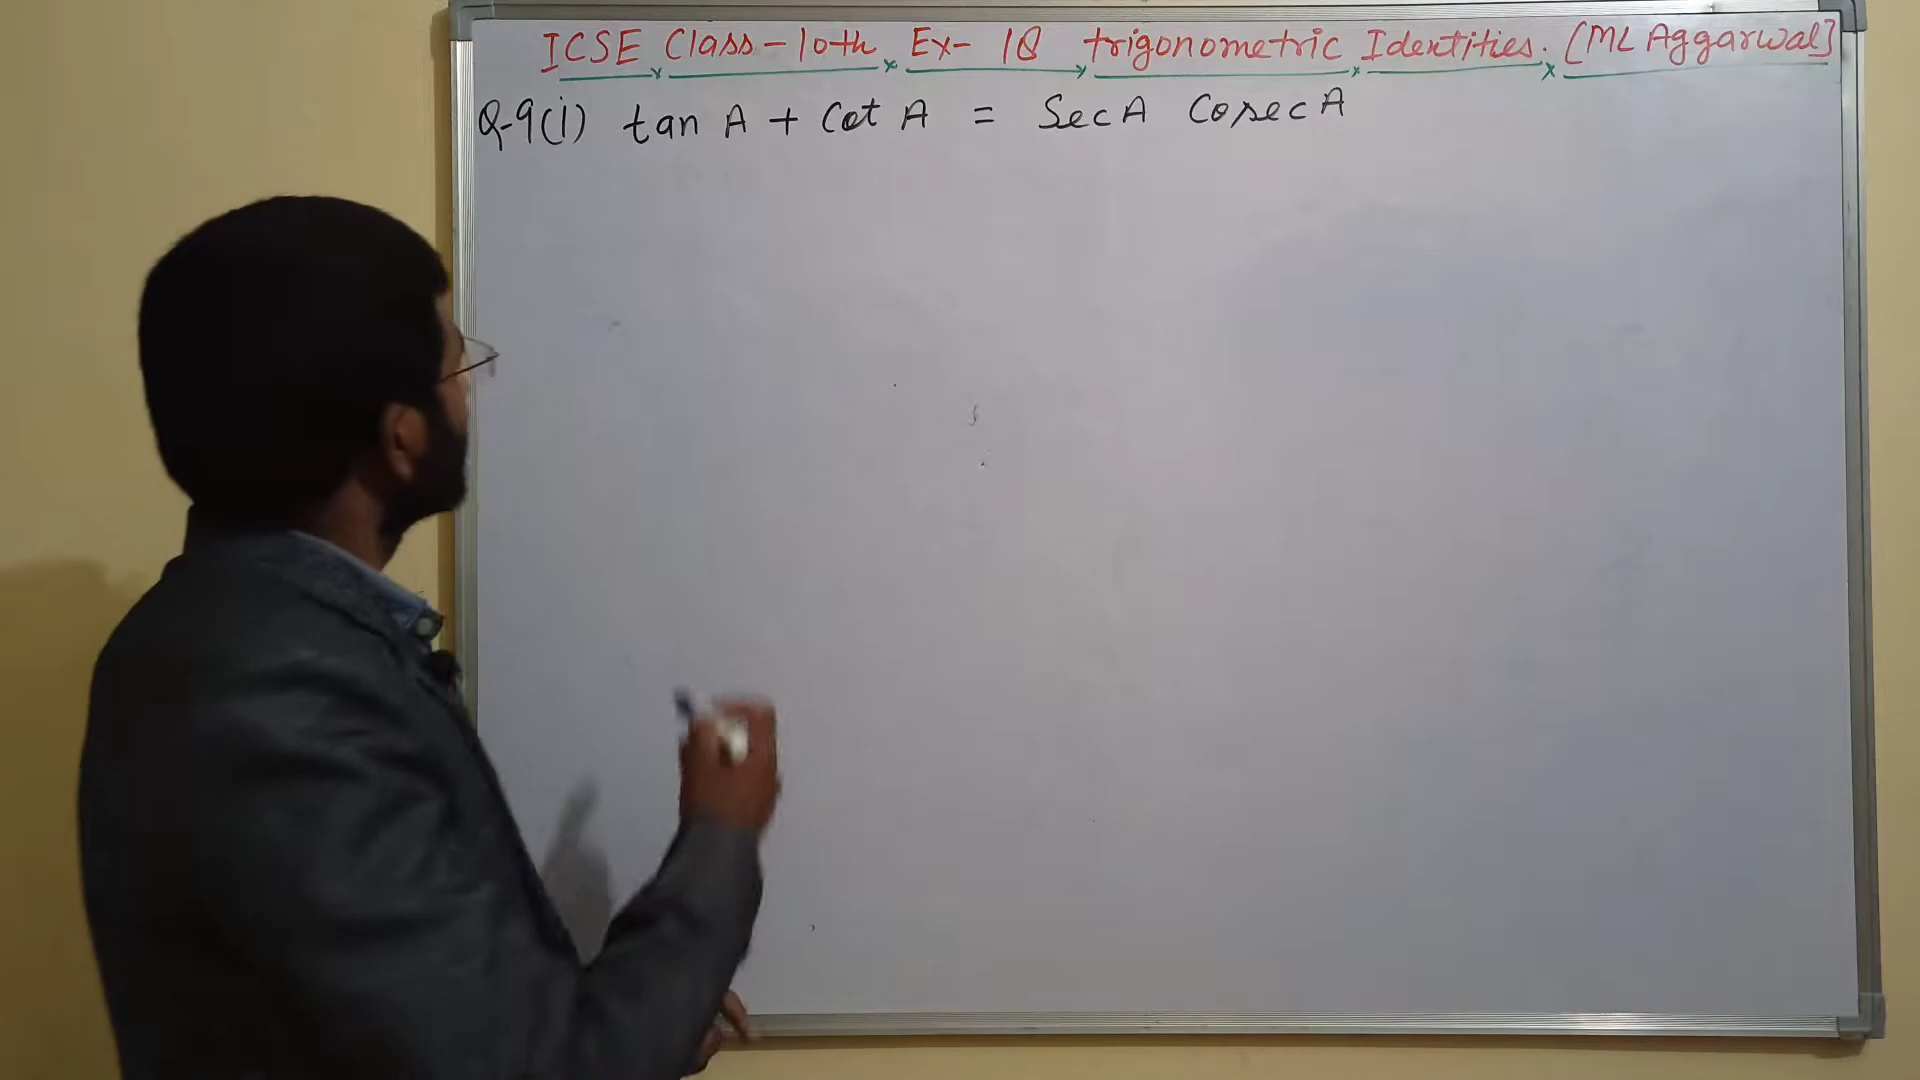 ICSE Class-10th Ex-18 trigonometric Identities. [ML Aggarwal]
Q-9(i) tan A + Cot A = Sec A Cosec A